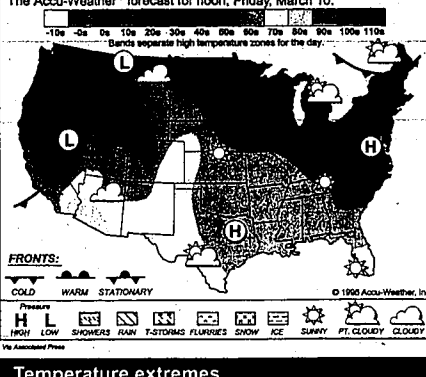 The Accu-Weather® forecast for noon, Friday, March 10.
-10s -0s 0s 10s 20s 30s 40s 50s 60s 70s 80s 90s 100s 110s
Bands separate high temperature zones for the day.
L
L
H
H
FRONTS:
COLD WARM STATIONARY
© 1995 Accu-Weather, In
Pressure
H L
HIGH LOW SHOWERS RAIN T-STORMS FLURRIES SNOW ICE SUNNY PT. CLOUDY CLOUDY
Via Associated Press
Temperature extremes